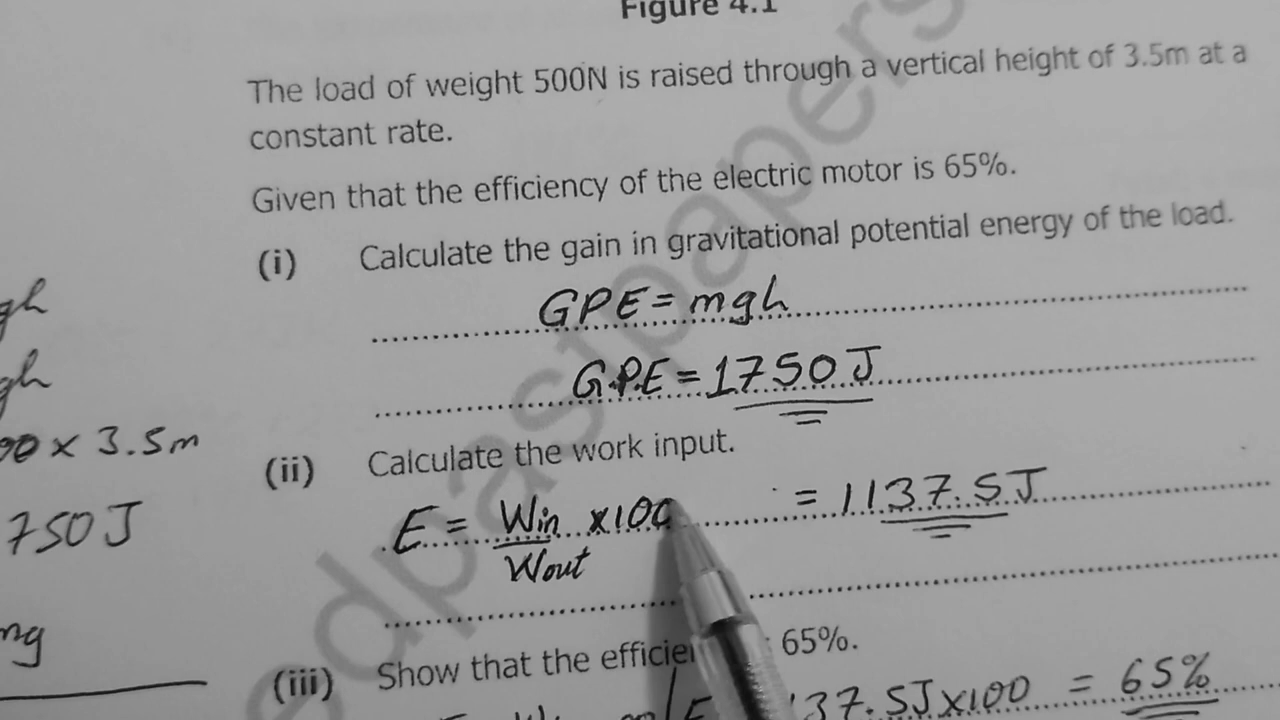 Figure 4.1
The load of weight 500N is raised through a vertical height of 3.5m at a
constant rate.
Given that the efficiency of the electric motor is 65%.
(i) Calculate the gain in gravitational potential energy of the load.
gh
GPE = mgh
gh
G.P.E = 1750 J
x 3.5m
(ii) Calculate the work input.
750 J
E = Win x100 = 1137.5J
Wout
mg
(iii) Show that the 65%.
37.5J x100 = 65%